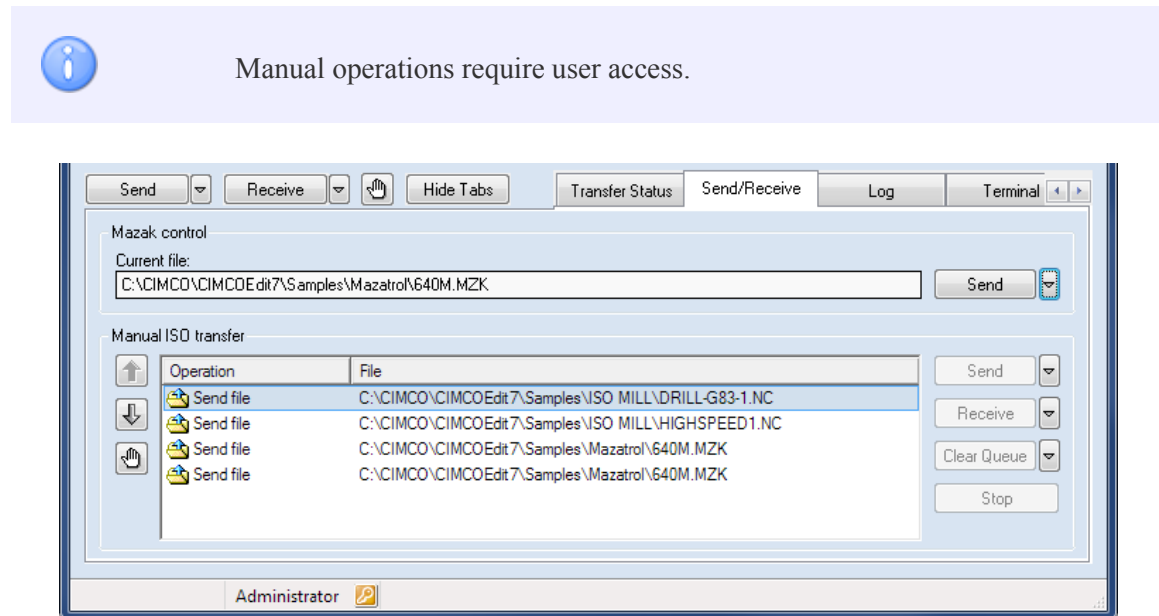 Manual operations require user access.
Send Receive Hide Tabs Transfer Status Send/Receive Log Terminal
Mazak control
Current file:
C:\CIMCO\CIMCOEdit7\Samples\Mazatrol\640M.MZK Send
Manual ISO transfer
Operation File Send
Send file C:\CIMCO\CIMCOEdit7\Samples\ISO MILL\DRILL-G83-1.NC
Send file C:\CIMCO\CIMCOEdit7\Samples\ISO MILL\HIGHSPEED1.NC Receive
Send file C:\CIMCO\CIMCOEdit7\Samples\Mazatrol\640M.MZK Clear Queue
Send file C:\CIMCO\CIMCOEdit7\Samples\Mazatrol\640M.MZK
Stop
Administrator